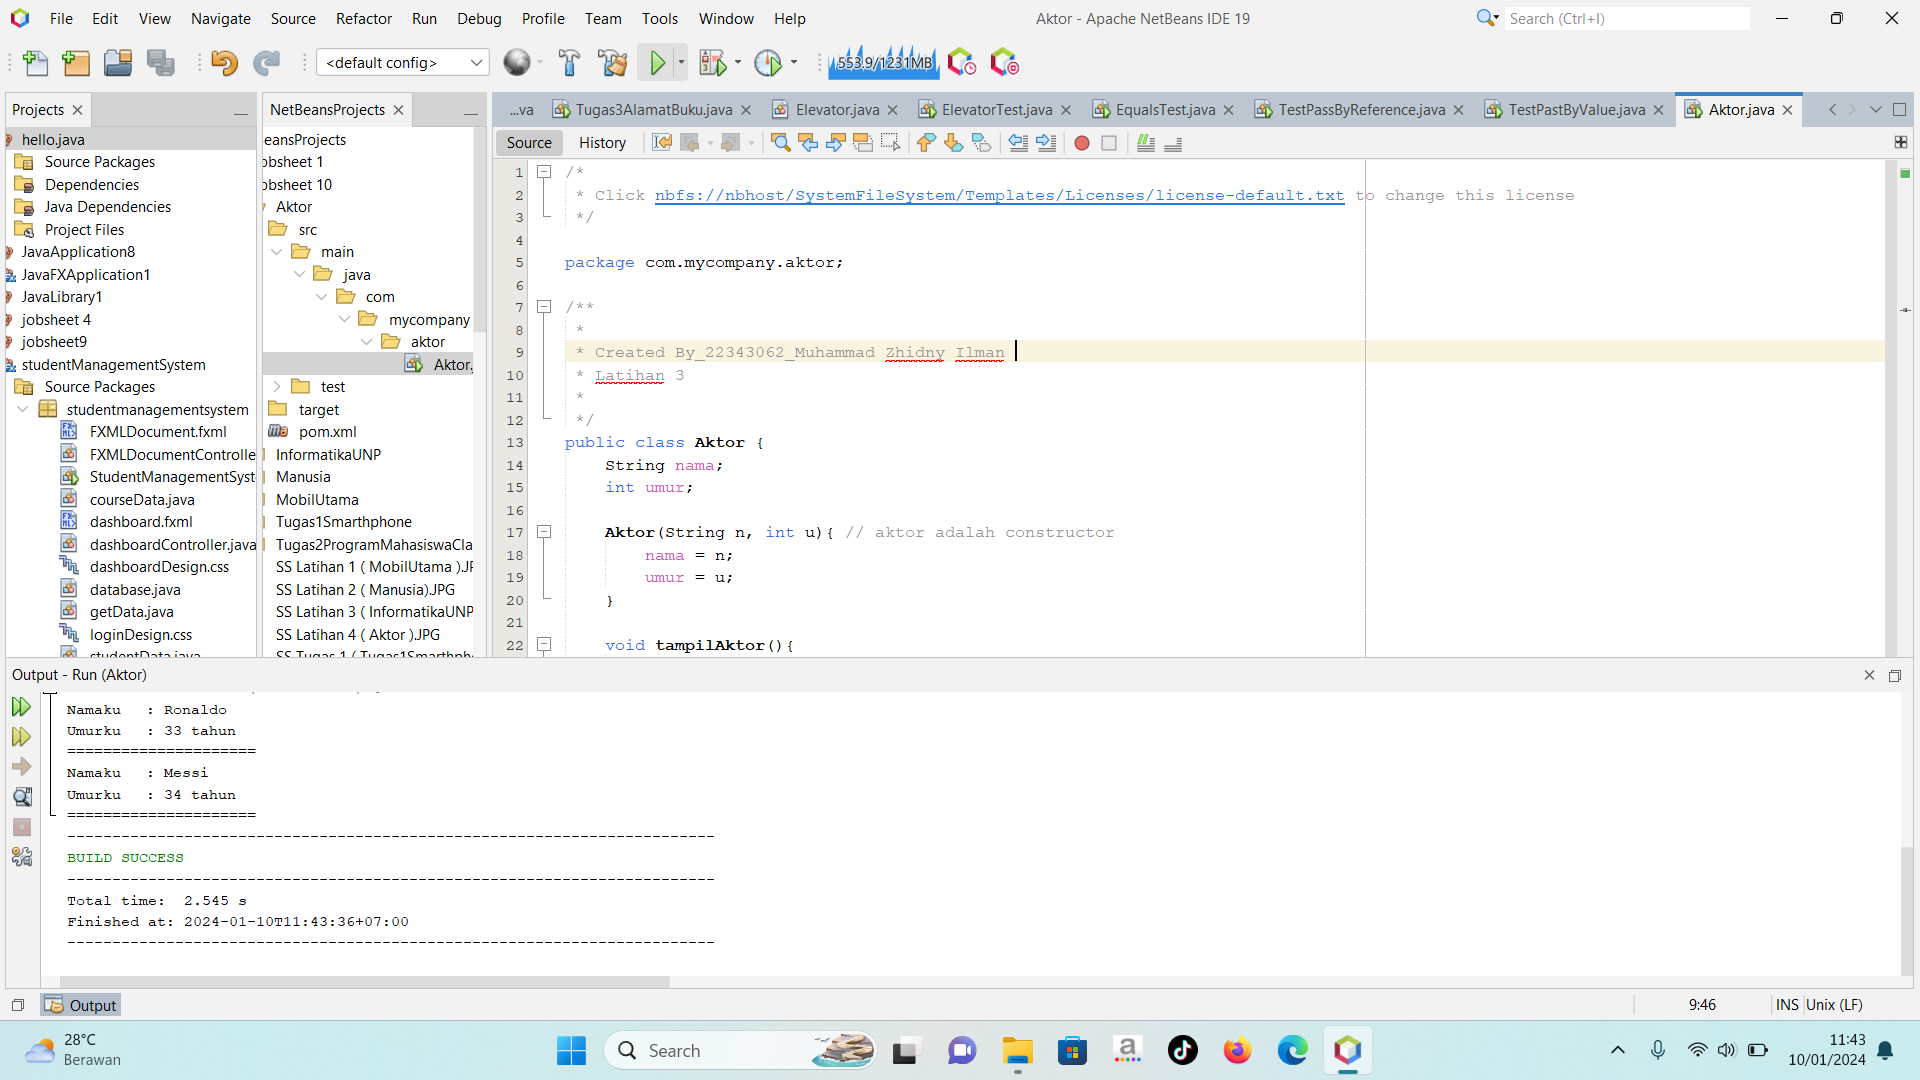 File Edit View Navigate Source Refactor Run Debug Profile Team Tools Window Help
Aktor - Apache NetBeans IDE 19
Search (Ctrl+I)
<default config>
553.9/1231MB
Projects
hello.java
Source Packages
Dependencies
Java Dependencies
Project Files
JavaApplication8
JavaFXApplication1
JavaLibrary1
jobsheet 4
jobsheet9
studentManagementSystem
Source Packages
studentmanagementsystem
FXMLDocument.fxml
FXMLDocumentControlle
StudentManagementSyst
courseData.java
dashboard.fxml
dashboardController.java
dashboardDesign.css
database.java
getData.java
loginDesign.css
studentData.java
NetBeansProjects
eansProjects
obsheet 1
obsheet 10
Aktor
src
main
java
com
mycompany
aktor
Aktor.
test
target
pom.xml
InformatikaUNP
Manusia
MobilUtama
Tugas1Smarthphone
Tugas2ProgramMahasiswaCla
SS Latihan 1 ( MobilUtama ).JF
SS Latihan 2 ( Manusia).JPG
SS Latihan 3 ( InformatikaUNP
SS Latihan 4 ( Aktor ).JPG
SS Tugas 1 ( Tugas1Smarthph
...va Tugas3AlamatBuku.java Elevator.java ElevatorTest.java EqualsTest.java TestPassByReference.java TestPastByValue.java Aktor.java
Source History
1 /*
2 * Click nbfs://nbhost/SystemFileSystem/Templates/Licenses/license-default.txt to change this license
3 */
4
5 package com.mycompany.aktor;
6
7 /**
8 *
9 * Created By_22343062_Muhammad Zhidny Ilman
10 * Latihan 3
11 *
12 */
13 public class Aktor {
14 String nama;
15 int umur;
16
17 Aktor(String n, int u){ // aktor adalah constructor
18 nama = n;
19 umur = u;
20 }
21
22 void tampilAktor(){
Output - Run (Aktor)
Namaku : Ronaldo
Umurku : 33 tahun
=====================
Namaku : Messi
Umurku : 34 tahun
=====================
------------------------------------------------------------------------
BUILD SUCCESS
------------------------------------------------------------------------
Total time: 2.545 s
Finished at: 2024-01-10T11:43:36+07:00
------------------------------------------------------------------------
Output
9:46 INS Unix (LF)
28°C
Berawan
Search
11:43
10/01/2024